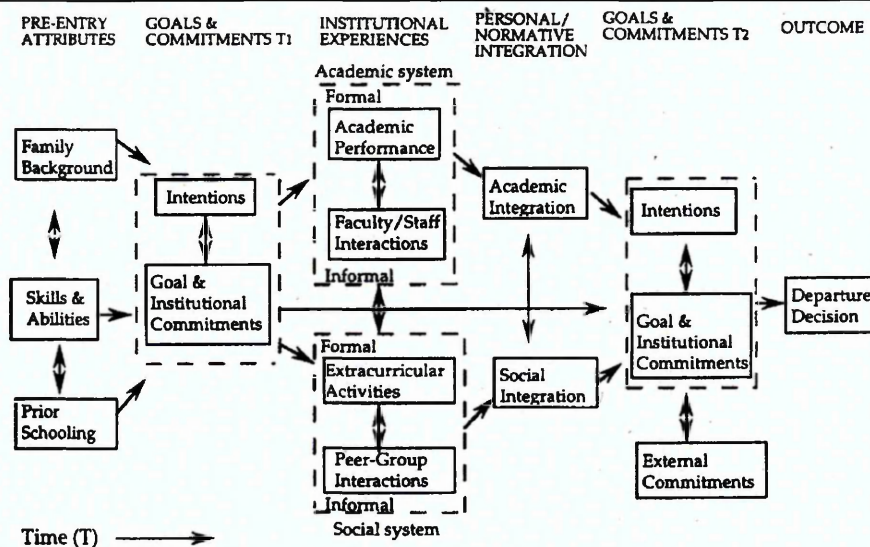 PRE-ENTRY
ATTRIBUTES
GOALS &
COMMITMENTS T1
INSTITUTIONAL
EXPERIENCES
PERSONAL/
NORMATIVE
INTEGRATION
GOALS &
COMMITMENTS T2
OUTCOME
Family
Background
Skills &
Abilities
Prior
Schooling
Intentions
Goal &
Institutional
Commitments
Academic system
Formal
Academic
Performance
Faculty/Staff
Interactions
Informal
Formal
Extracurricular
Activities
Peer-Group
Interactions
Informal
Social system
Academic
Integration
Social
Integration
Intentions
Goal &
Institutional
Commitments
External
Commitments
Departure
Decision
Time (T)